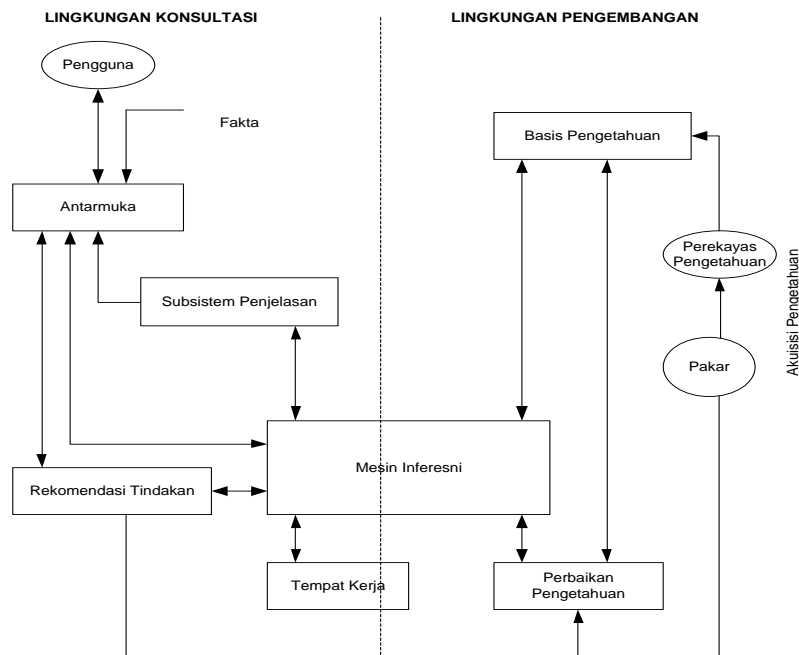 LINGKUNGAN KONSULTASI
LINGKUNGAN PENGEMBANGAN
Pengguna
Fakta
Basis Pengetahuan
Antarmuka
Perekayas
Pengetahuan
Akuisisi Pengetahuan
Subsistem Penjelasan
Pakar
Mesin Inferesni
Rekomendasi Tindakan
Tempat Kerja
Perbaikan
Pengetahuan